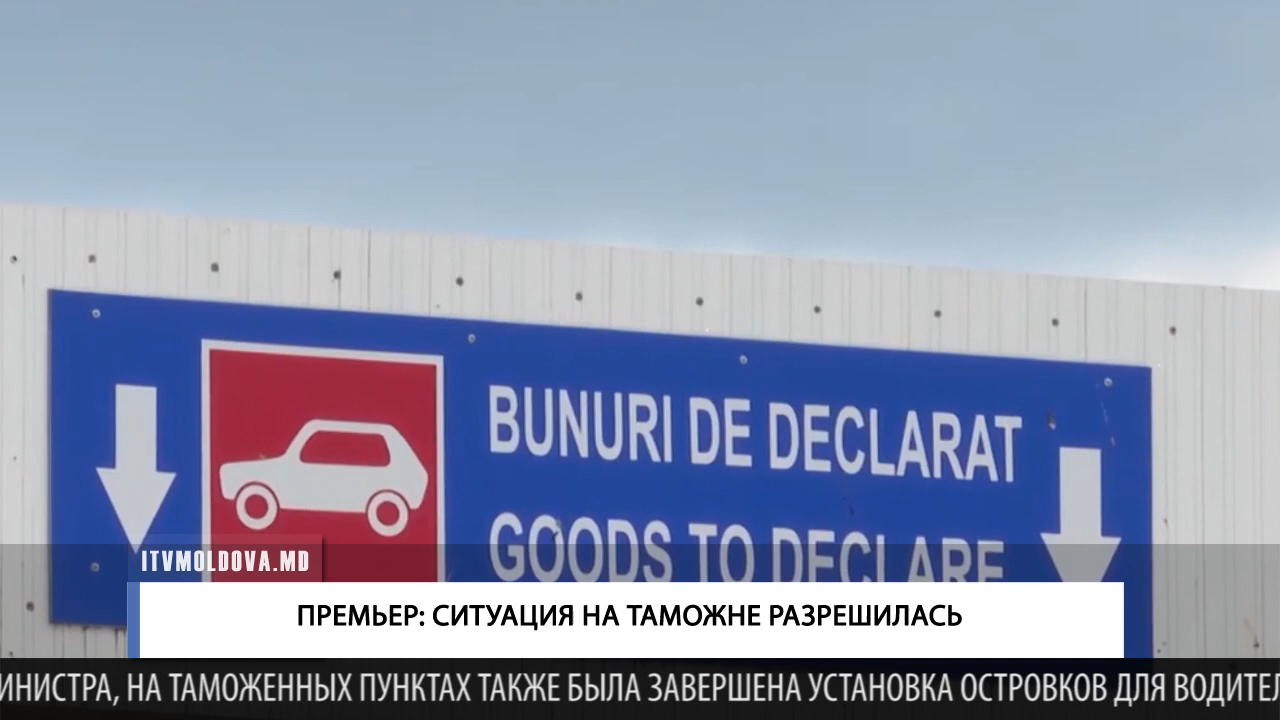 BUNURI DE DECLARAT
GOODS TO DECLARE
ITVMOLDOVA.MD
ПРЕМЬЕР: СИТУАЦИЯ НА ТАМОЖНЕ РАЗРЕШИЛАСЬ
НА ТАМОЖЕННЫХ ПУНКТАХ ТАКЖЕ БЫЛА ЗАВЕРШЕНА УСТАНОВКА ОСТРОВКОВ ДЛЯ